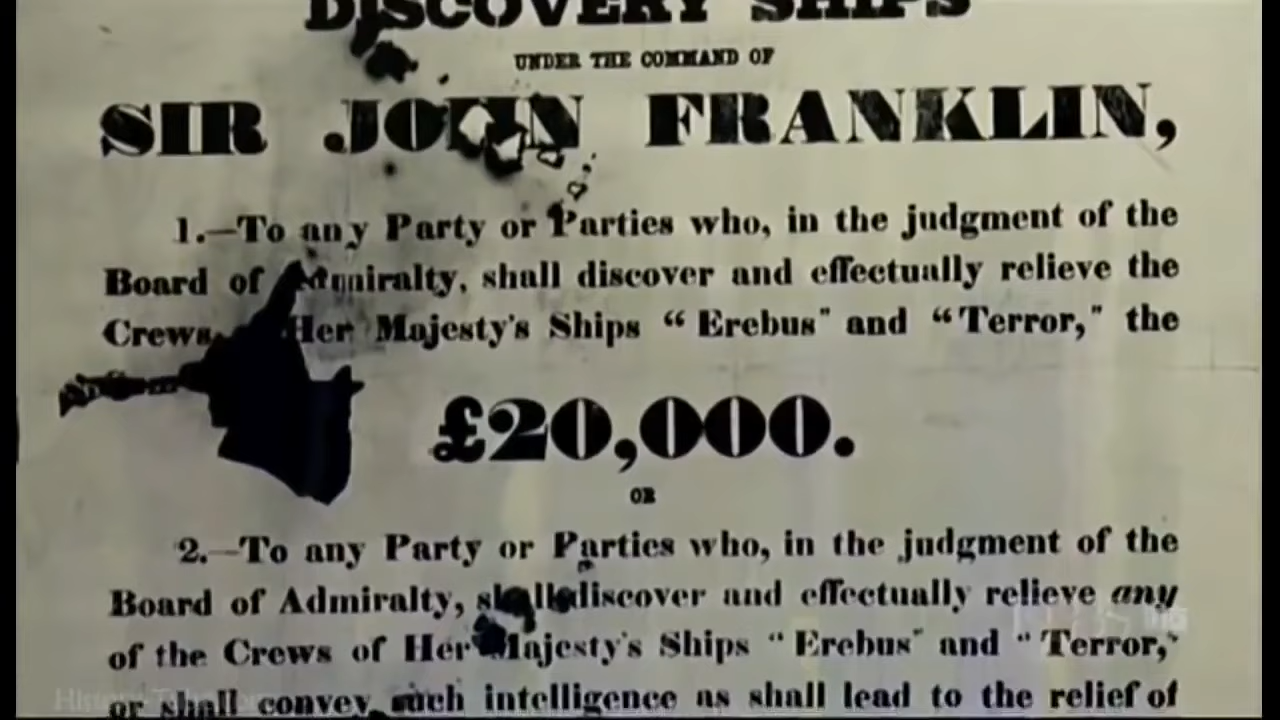 DISCOVERY SHIPS
UNDER THE COMMAND OF
SIR JOHN FRANKLIN,
1.—To any Party or Parties who, in the judgment of the
Board of Admiralty, shall discover and effectually relieve the
Crews Her Majesty's Ships “Erebus” and “Terror,” the
£20,000.
OR
2.—To any Party or Parties who, in the judgment of the
Board of Admiralty, shall discover and effectually relieve any
of the Crews of Her Majesty's Ships “Erebus” and “Terror,”
or shall convey such intelligence as shall lead to the relief of